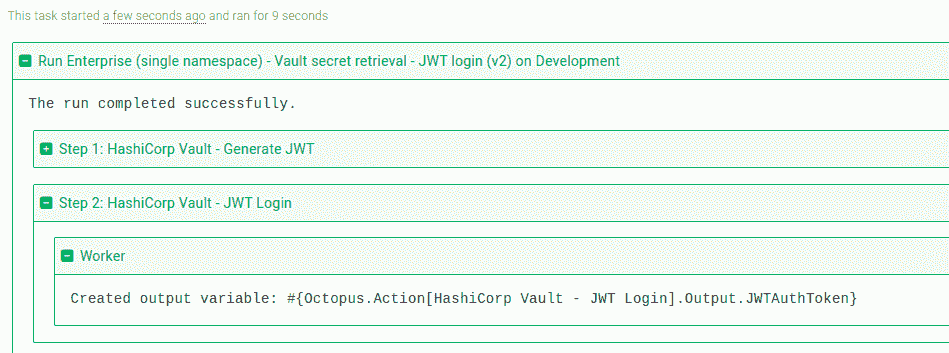 This task started a few seconds ago and ran for 9 seconds
Run Enterprise (single namespace) - Vault secret retrieval - JWT login (v2) on Development
The run completed successfully.
Step 1: HashiCorp Vault - Generate JWT
Step 2: HashiCorp Vault - JWT Login
Worker
Created output variable: #{Octopus.Action[HashiCorp Vault - JWT Login].Output.JWTAuthToken}